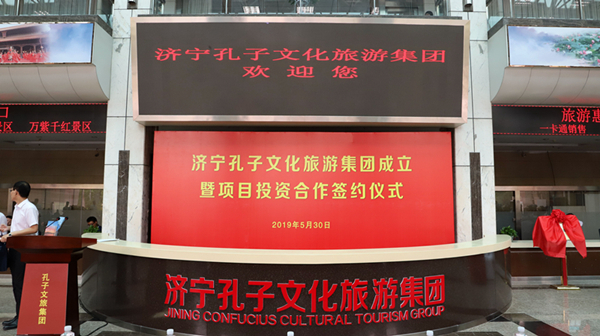 济宁孔子文化旅游集团
欢迎您
口
景区 万紫千红景区
旅游惠
一卡通销售
济宁孔子文化旅游集团成立
暨项目投资合作签约仪式
2019年5月30日
孔子文旅集团
济宁孔子文化旅游集团
JINING CONFUCIUS CULTURAL TOURISM GROUP